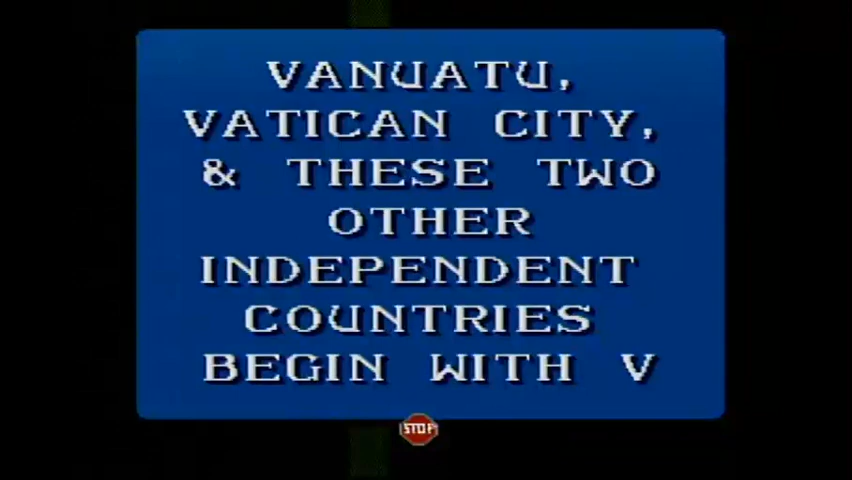 VANUATU,
VATICAN CITY,
& THESE TWO
OTHER
INDEPENDENT
COUNTRIES
BEGIN WITH V
STOP